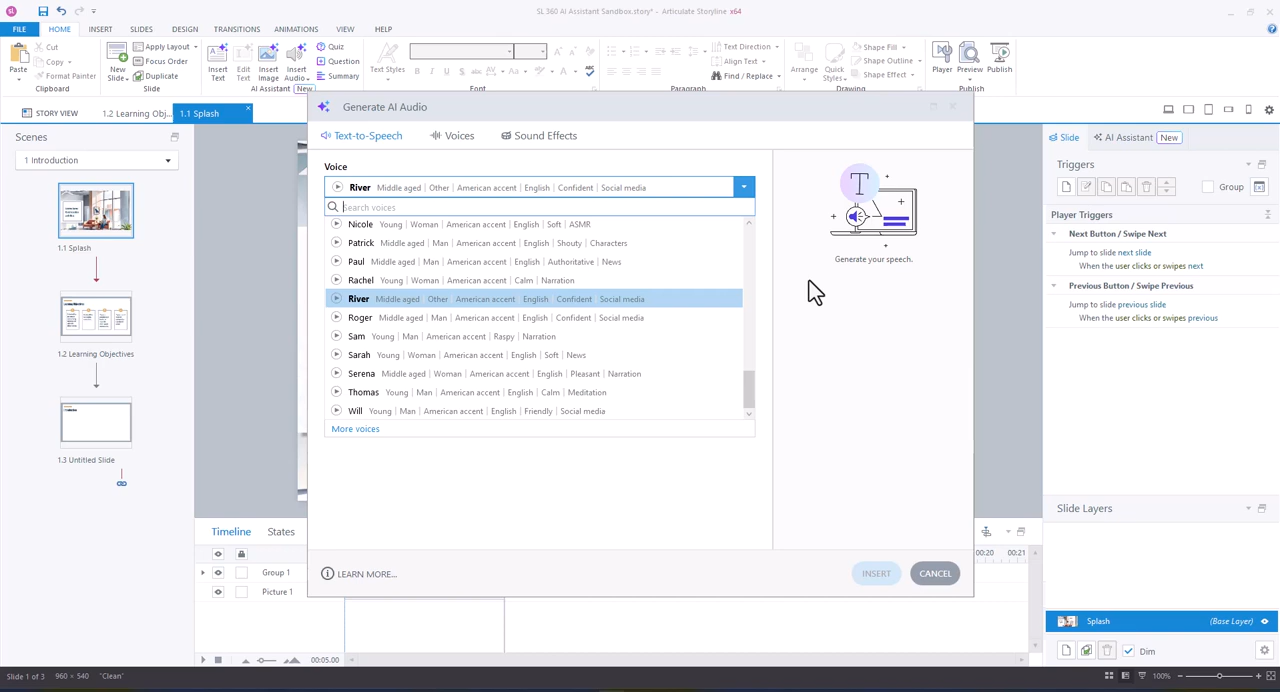 SL 360 AI Assistant Sandbox.story* - Articulate Storyline x64
FILE HOME INSERT SLIDES DESIGN TRANSITIONS ANIMATIONS VIEW HELP
Paste
Cut
Copy
Format Painter
Clipboard
New Slide
Apply Layout
Focus Order
Duplicate
Slide
Insert Text
Edit Text
Insert Image
Insert Audio
Quiz
Question
Summary
AI Assistant New
Text Styles
B I U S
Font
Text Direction
Align Text
Find / Replace
Paragraph
Arrange
Quick Styles
Shape Fill
Shape Outline
Shape Effect
Drawing
Player Preview Publish
Publish
STORY VIEW 1.2 Learning Obj... 1.1 Splash
Scenes
1 Introduction
1.1 Splash
1.2 Learning Objectives
1.3 Untitled Slide
Generate AI Audio
Text-to-Speech Voices Sound Effects
Voice
River Middle aged | Other | American accent | English | Confident | Social media
Search voices
Nicole Young | Woman | American accent | English | Soft | ASMR
Patrick Middle aged | Man | American accent | English | Shouty | Characters
Paul Middle aged | Man | American accent | English | Authoritative | News
Rachel Young | Woman | American accent | English | Calm | Narration
River Middle aged | Other | American accent | English | Confident | Social media
Roger Middle aged | Man | American accent | English | Confident | Social media
Sam Young | Man | American accent | English | Raspy | Narration
Sarah Young | Woman | American accent | English | Soft | News
Serena Middle aged | Woman | American accent | English | Pleasant | Narration
Thomas Young | Man | American accent | English | Calm | Meditation
Will Young | Man | American accent | English | Friendly | Social media
More voices
T
Generate your speech.
LEARN MORE...
INSERT CANCEL
Slide AI Assistant New
Triggers
Group
Player Triggers
Next Button / Swipe Next
Jump to slide next slide
When the user clicks or swipes next
Previous Button / Swipe Previous
Jump to slide previous slide
When the user clicks or swipes previous
Slide Layers
Splash (Base Layer)
Dim
Timeline States
00:20 00:21
Group 1
Picture 1
00:05.00
Slide 1 of 3 960 × 540 "Clean" 100%